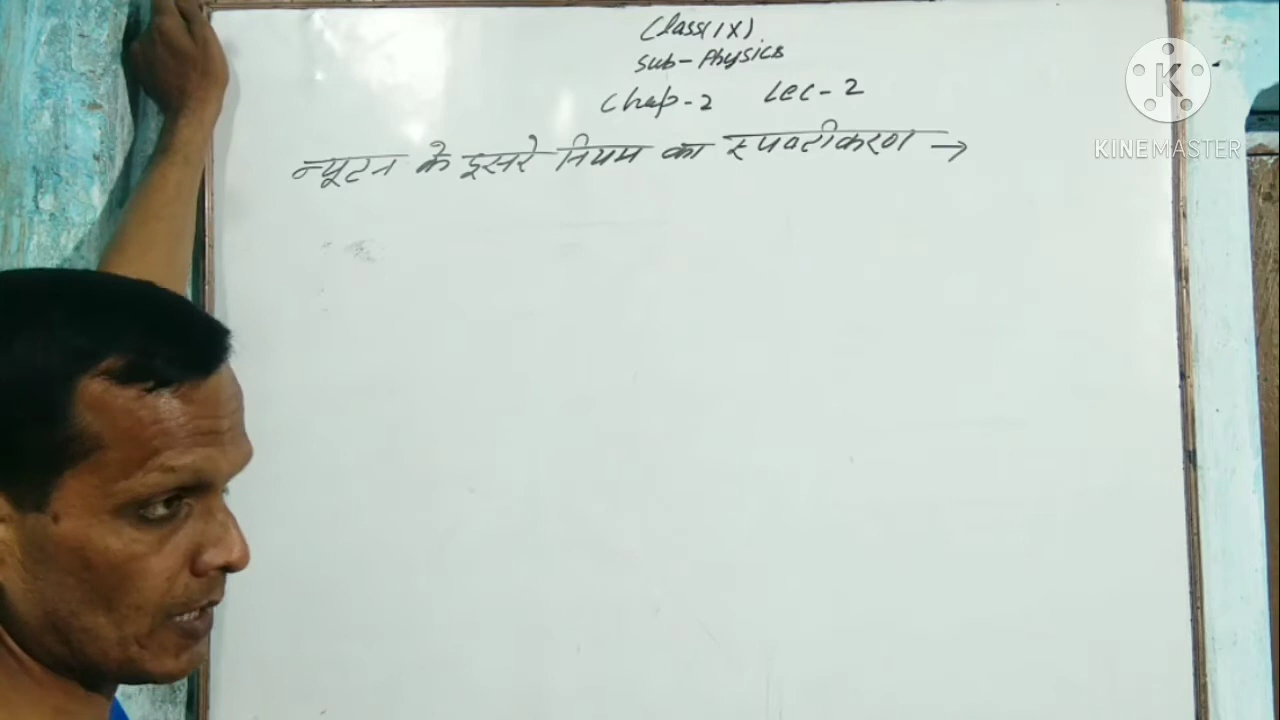 Class(IX)
Sub-Physics
Chap-2 Lec-2
न्यूटन के दूसरे नियम का स्पष्टीकरण →
K
KINEMASTER